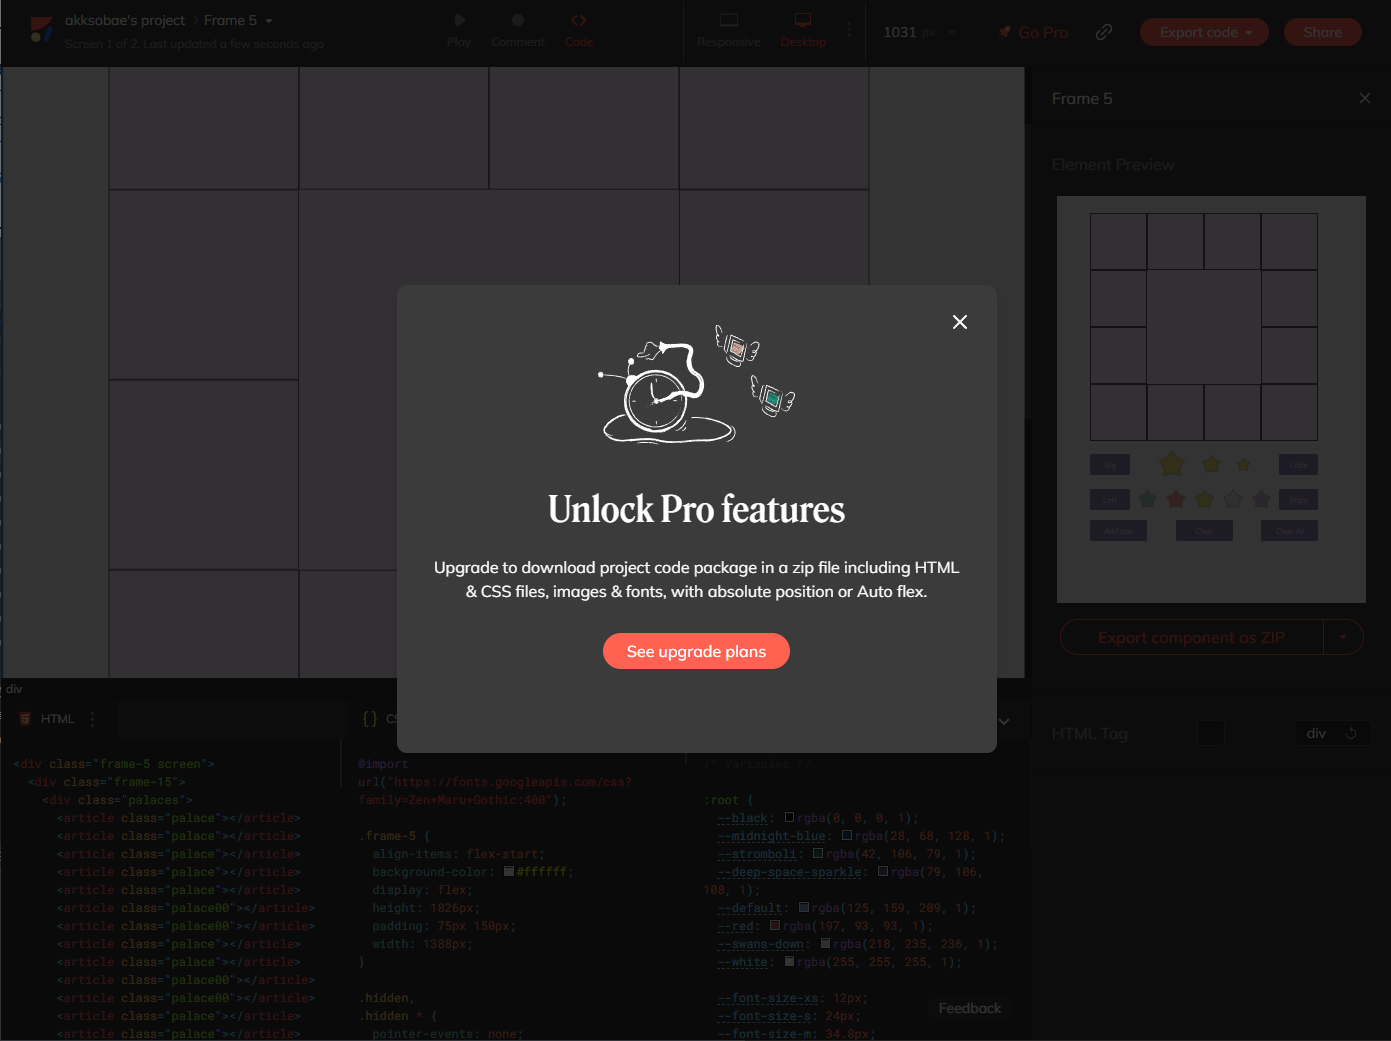 akksobae's project > Frame 5
Screen 1 of 2. Last updated a few seconds ago
Play
Comment
Code
Responsive
Desktop
1031 px
Go Pro
Export code
Share
Frame 5
Element Preview
Big
Left
Right
Add doc
Clear
Clear All
Export component as ZIP
HTML Tag
div
Unlock Pro features
Upgrade to download project code package in a zip file including HTML
& CSS files, images & fonts, with absolute position or Auto flex.
See upgrade plans
div
HTML
<div class="frame-5 screen">
<div class="frame-15">
<div class="palaces">
<article class="palace"></article>
<article class="palace"></article>
<article class="palace"></article>
<article class="palace"></article>
<article class="palace"></article>
<article class="palace00"></article>
<article class="palace00"></article>
<article class="palace"></article>
<article class="palace"></article>
<article class="palace00"></article>
<article class="palace00"></article>
<article class="palace"></article>
<article class="palace"></article>
{} CS
@import
url("https://fonts.googleapis.com/css?
family=Zen+Maru+Gothic:400");
.frame-5 {
align-items: flex-start;
background-color: #ffffff;
display: flex;
height: 1826px;
padding: 75px 150px;
width: 1388px;
}
.hidden,
.hidden * {
pointer-events: none;
/* Variables */
:root {
--black: rgba(0, 0, 0, 1);
--midnight-blue: rgba(28, 68, 128, 1);
--stromboli: rgba(42, 106, 79, 1);
--deep-space-sparkle: rgba(79, 106,
108, 1);
--default: rgba(125, 159, 209, 1);
--red: rgba(197, 93, 93, 1);
--swans-down: rgba(218, 235, 236, 1);
--white: rgba(255, 255, 255, 1);
--font-size-xs: 12px;
--font-size-s: 24px;
--font-size-m: 34.8px;
Feedback